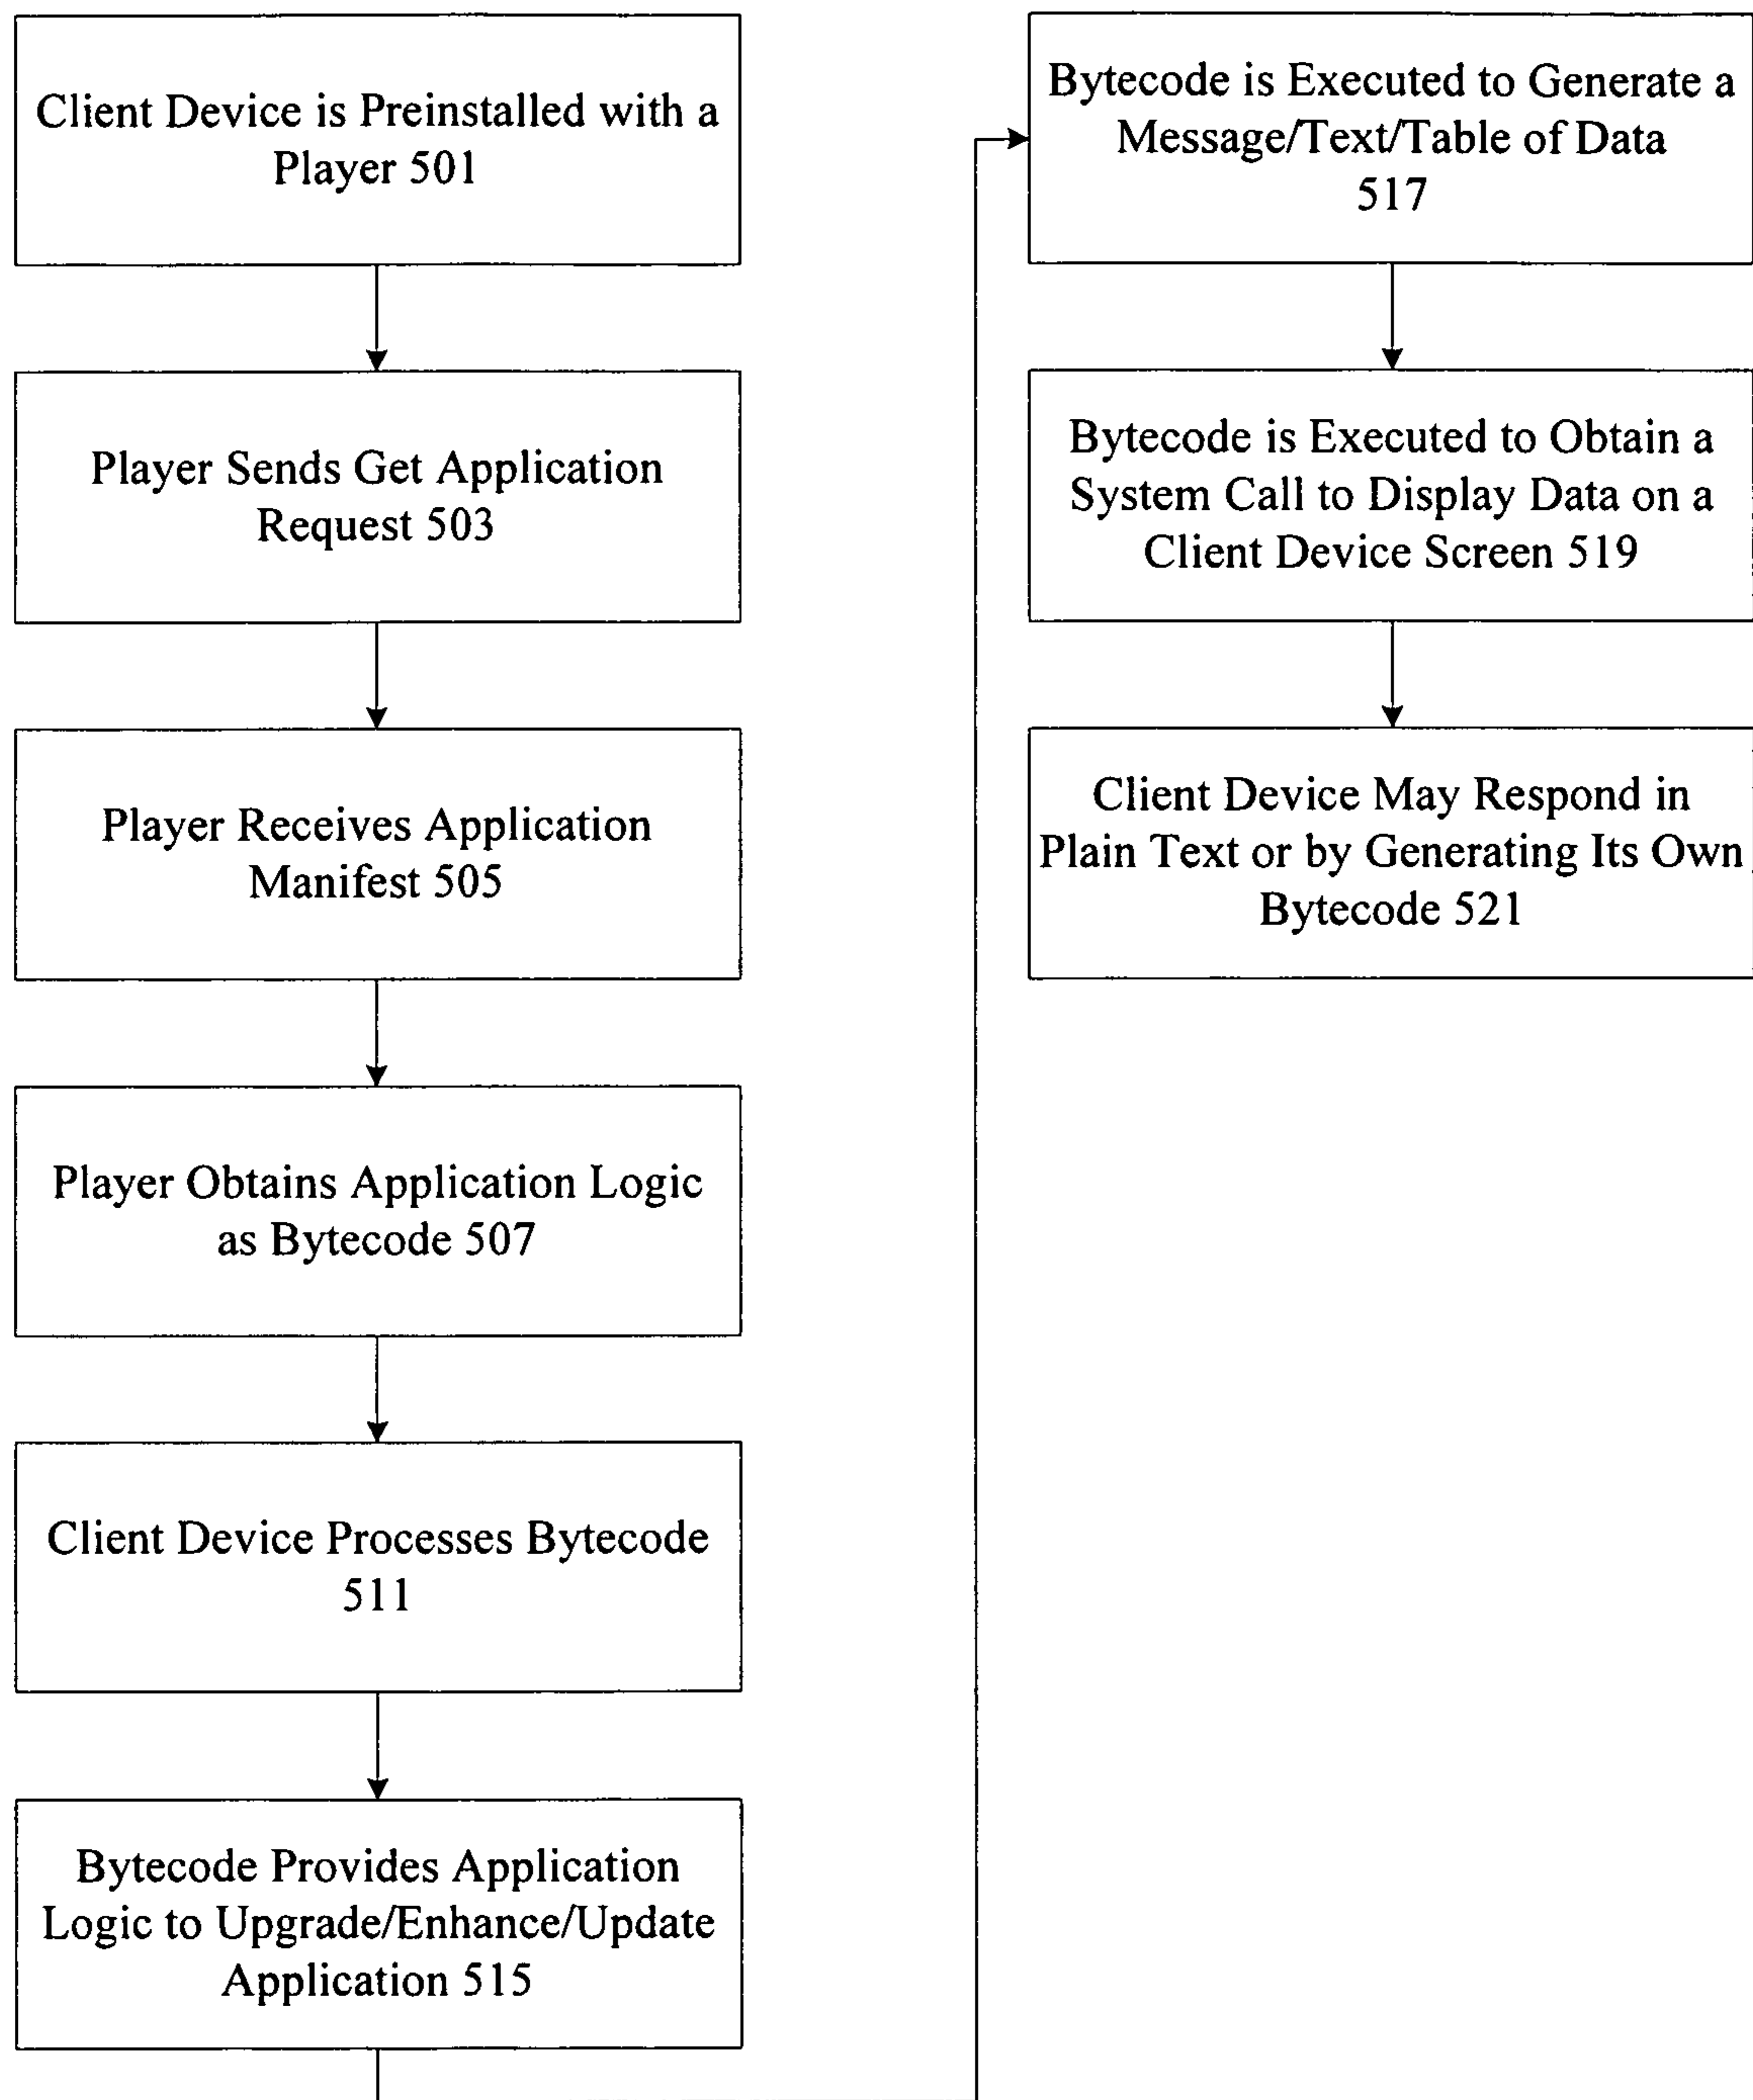 Client Device is Preinstalled with a
Player 501
Player Sends Get Application
Request 503
Player Receives Application
Manifest 505
Player Obtains Application Logic
as Bytecode 507
Client Device Processes Bytecode
511
Bytecode Provides Application
Logic to Upgrade/Enhance/Update
Application 515
Bytecode is Executed to Generate a
Message/Text/Table of Data
517
Bytecode is Executed to Obtain a
System Call to Display Data on a
Client Device Screen 519
Client Device May Respond in
Plain Text or by Generating Its Own
Bytecode 521